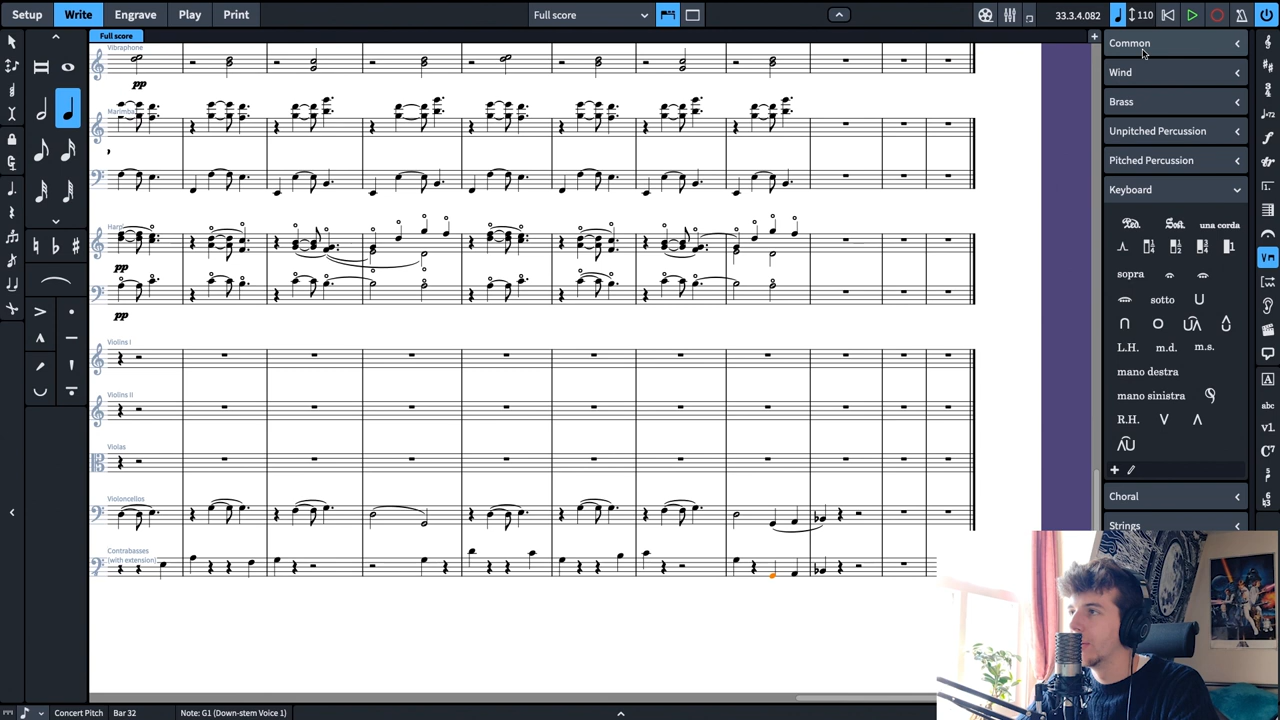 Setup Write Engrave Play Print Full score 33.3.4.082 110
Full score
Common
Wind
Brass
Unpitched Percussion
Pitched Percussion
Keyboard
Ped. Sost. una corda
sopra
sotto
L.H. m.d. m.s.
mano destra
mano sinistra
R.H.
Choral
Strings
Vibraphone
pp
Marimba
Harp
pp
pp
Violins I
Violins II
Violas
Violoncellos
Contrabasses
(with extension)
Concert Pitch Bar 32 Note: G1 (Down-stem Voice 1)